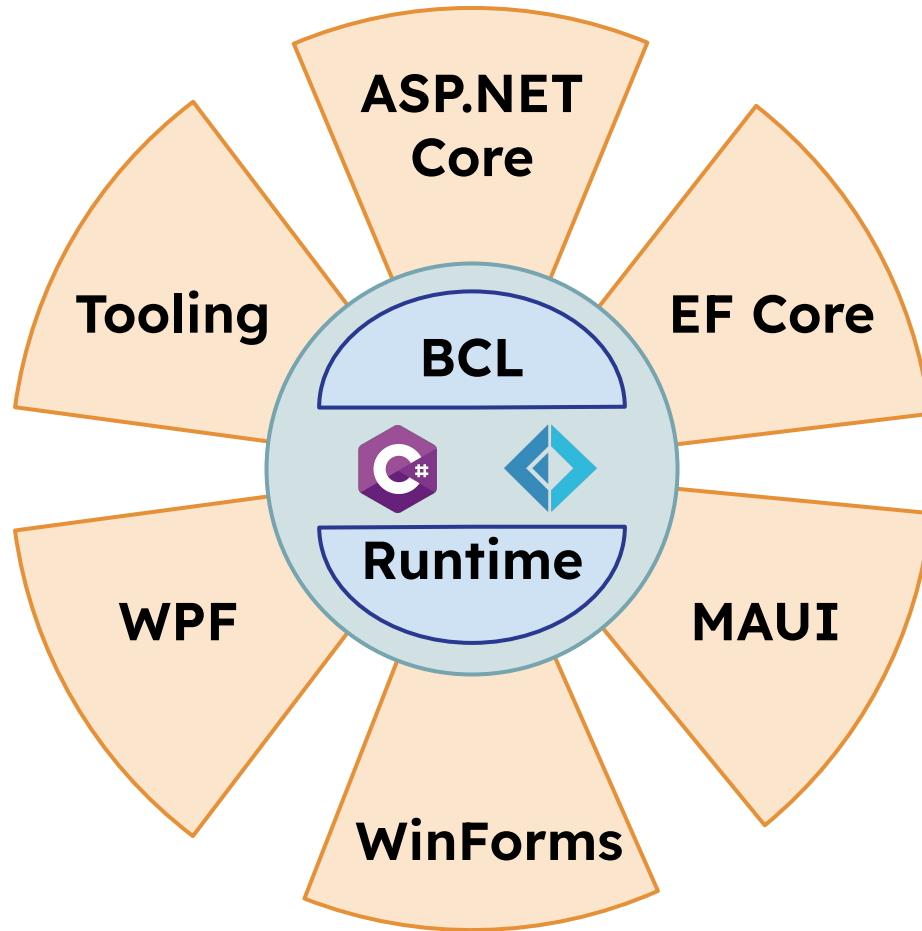 ASP.NET
Core
Tooling
EF Core
BCL
C#
Runtime
WPF
MAUI
WinForms